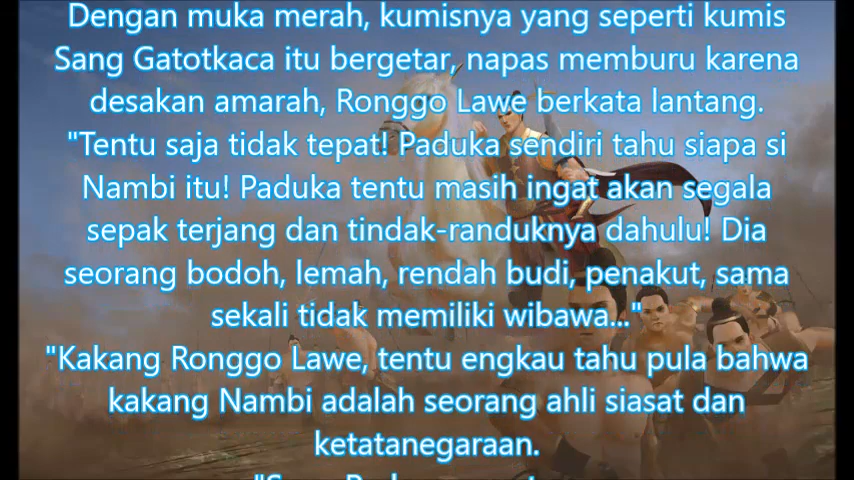 Dengan muka merah, kumisnya yang seperti kumis
Sang Gatotkaca itu bergetar, napas memburu karena
desakan amarah, Ronggo Lawe berkata lantang.
"Tentu saja tidak tepat! Paduka sendiri tahu siapa si
Nambi itu! Paduka tentu masih ingat akan segala
sepak terjang dan tindak-randuknya dahulu! Dia
seorang bodoh, lemah, rendah budi, penakut, sama
sekali tidak memiliki wibawa..."
"Kakang Ronggo Lawe, tentu engkau tahu pula bahwa
kakang Nambi adalah seorang ahli siasat dan
ketatanegaraan.